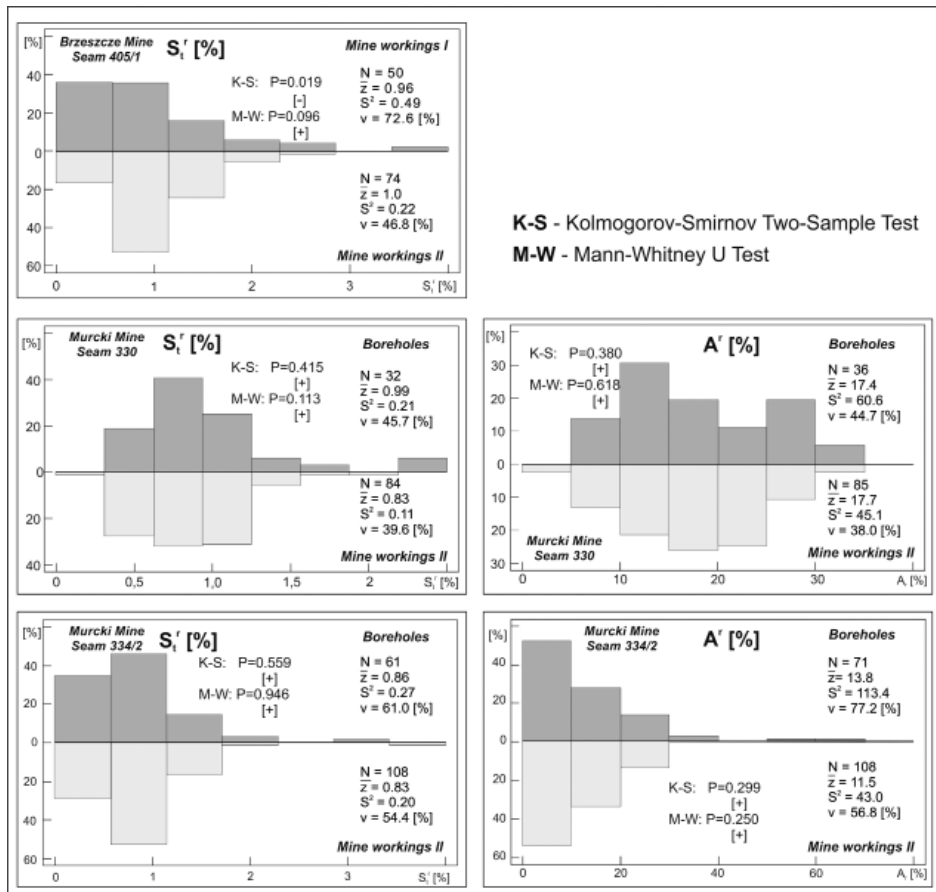 [%]
Brzeszcze Mine
Seam 405/1
S_t^r [%]
Mine workings I
40
20
0
20
40
60
K-S: P=0.019
[-]
M-W: P=0.096
[+]
N = 50
z̄ = 0.96
S² = 0.49
v = 72.6 [%]
N = 74
z̄ = 1.0
S² = 0.22
v = 46.8 [%]
Mine workings II
0 1 2 3 S_t^r [%]
K-S - Kolmogorov-Smirnov Two-Sample Test
M-W - Mann-Whitney U Test
[%]
Murcki Mine
Seam 330
S_t^r [%]
Boreholes
40
20
0
20
40
K-S: P=0.415
[+]
M-W: P=0.113
[+]
N = 32
z̄ = 0.99
S² = 0.21
v = 45.7 [%]
N = 84
z̄ = 0.83
S² = 0.11
v = 39.6 [%]
Mine workings II
0 0,5 1,0 1,5 2 S_t^r [%]
[%]
A^r [%]
Boreholes
40
30
20
10
0
10
20
30
K-S: P=0.380
[+]
M-W: P=0.618
[+]
N = 36
z̄ = 17.4
S² = 60.6
v = 44.7 [%]
N = 85
z̄ = 17.7
S² = 45.1
v = 38.0 [%]
Murcki Mine
Seam 330
Mine workings II
0 10 20 30 A_r [%]
[%]
Murcki Mine
Seam 334/2
S_t^r [%]
Boreholes
40
20
0
20
40
60
K-S: P=0.559
[+]
M-W: P=0.946
[+]
N = 61
z̄ = 0.86
S² = 0.27
v = 61.0 [%]
N = 108
z̄ = 0.83
S² = 0.20
v = 54.4 [%]
Mine workings II
0 1 2 3 S_t^r [%]
[%]
Murcki Mine
Seam 334/2
A^r [%]
Boreholes
40
20
0
20
40
60
N = 71
z̄= 13.8
S² = 113.4
v = 77.2 [%]
K-S: P=0.299
[+]
M-W: P=0.250
[+]
N = 108
z̄ = 11.5
S² = 43.0
v = 56.8 [%]
Mine workings II
0 20 40 60 A_r [%]